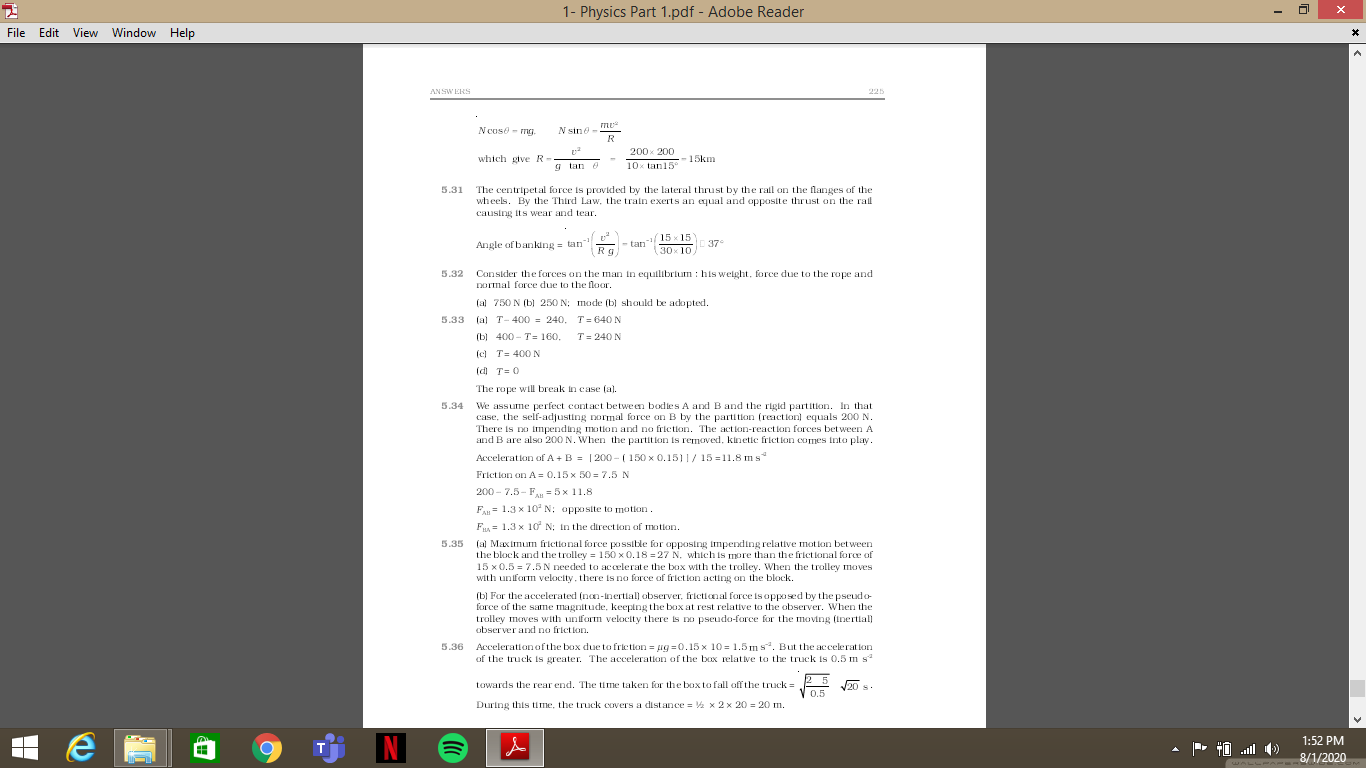 1- Physics Part 1.pdf - Adobe Reader
File Edit View Window Help
ANSWERS 225
N cos θ = mg, N sin θ = mv²/R
which give R = v²/(g tan θ) = (200 × 200)/(10 × tan15°) = 15km
5.31 The centripetal force is provided by the lateral thrust by the rail on the flanges of the
wheels. By the Third Law, the train exerts an equal and opposite thrust on the rail
causing its wear and tear.
Angle of banking = tan⁻¹(v²/(R g)) = tan⁻¹((15 × 15)/(30 × 10)) 37°
5.32 Consider the forces on the man in equilibrium : his weight, force due to the rope and
normal force due to the floor.
(a) 750 N (b) 250 N; mode (b) should be adopted.
5.33 (a) T – 400 = 240, T = 640 N
(b) 400 – T = 160, T = 240 N
(c) T = 400 N
(d) T = 0
The rope will break in case (a).
5.34 We assume perfect contact between bodies A and B and the rigid partition. In that
case, the self-adjusting normal force on B by the partition (reaction) equals 200 N.
There is no impending motion and no friction. The action-reaction forces between A
and B are also 200 N. When the partition is removed, kinetic friction comes into play.
Acceleration of A + B = [200 – ( 150 × 0.15 ) ] / 15 =11.8 m s⁻²
Friction on A = 0.15 × 50 = 7.5 N
200 – 7.5 – F_AB = 5 × 11.8
F_AB = 1.3 × 10² N; opposite to motion .
F_BA = 1.3 × 10² N; in the direction of motion.
5.35 (a) Maximum frictional force possible for opposing impending relative motion between
the block and the trolley = 150 × 0.18 = 27 N, which is more than the frictional force of
15 × 0.5 = 7.5 N needed to accelerate the box with the trolley. When the trolley moves
with uniform velocity, there is no force of friction acting on the block.
(b) For the accelerated (non-inertial) observer, frictional force is opposed by the pseudo-
force of the same magnitude, keeping the box at rest relative to the observer. When the
trolley moves with uniform velocity there is no pseudo-force for the moving (inertial)
observer and no friction.
5.36 Acceleration of the box due to friction = μg = 0.15 × 10 = 1.5 m s⁻². But the acceleration
of the truck is greater. The acceleration of the box relative to the truck is 0.5 m s⁻²
towards the rear end. The time taken for the box to fall off the truck = √(2 5/0.5) √20 s .
During this time, the truck covers a distance = ½ × 2 × 20 = 20 m.
1:52 PM
8/1/2020